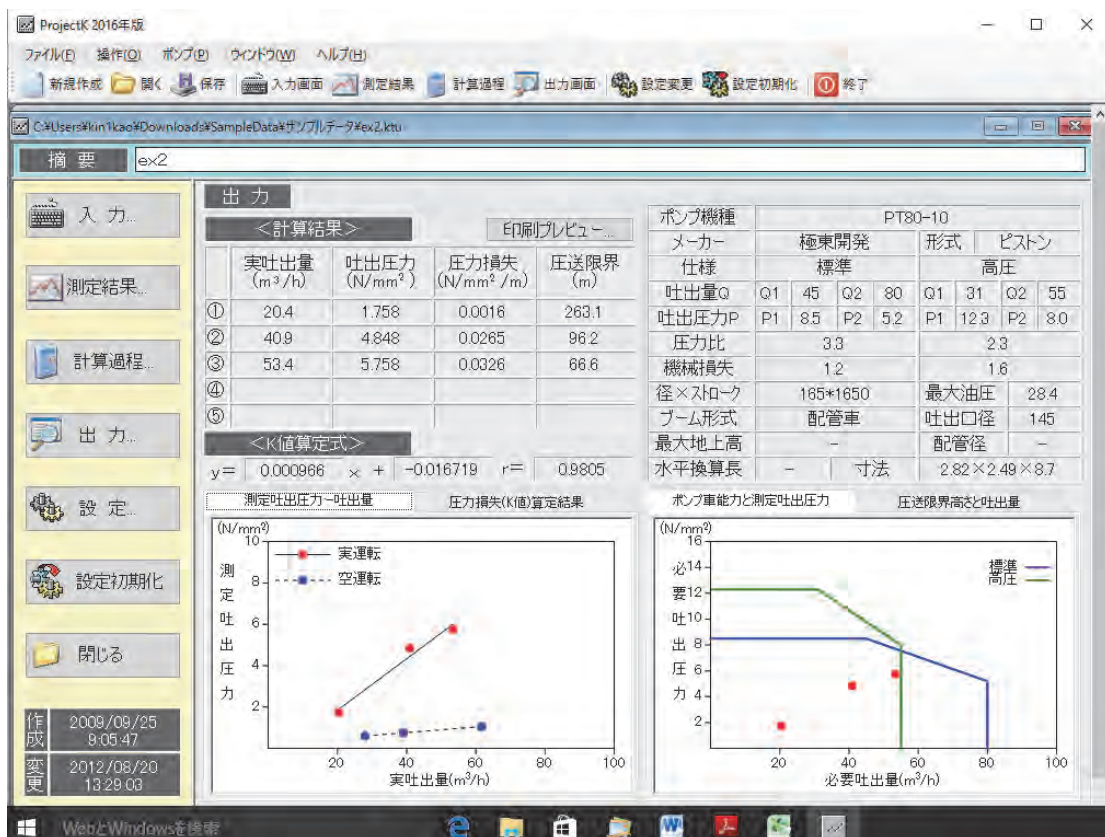 ProjectK 2016年版
ファイル(F) 操作(O) ポンプ(P) ウィンドウ(W) ヘルプ(H)
新規作成 開く 保存 入力画面 測定結果 計算過程 出力画面 設定変更 設定初期化 終了
C:¥Users¥kin1kao¥Downloads¥SampleData¥サンプルデータ¥ex2.ktu
摘要 ex2
入 力...
測定結果...
計算過程...
出 力...
設 定...
設定初期化
閉じる
作成 2009/09/25 9:05:47
変更 2012/08/20 13:29:03
出 力
<計算結果> 印刷プレビュー...
実吐出量(m³/h) 吐出圧力(N/mm²) 圧力損失(N/mm²/m) 圧送限界(m)
① 20.4 1.758 0.0016 263.1
② 40.9 4.848 0.0265 96.2
③ 53.4 5.758 0.0326 66.6
④
⑤
<K値算定式>
y= 0.000966 × + -0.016719 r= 0.9805
ポンプ機種 PT80-10
メーカー 極東開発 形式 ピストン
仕様 標準 高圧
吐出量Q Q1 45 Q2 80 Q1 31 Q2 55
吐出圧力P P1 8.5 P2 5.2 P1 12.3 P2 8.0
圧力比 3.3 2.3
機械損失 1.2 1.6
径×ストローク 165*1650 最大油圧 28.4
ブーム形式 配管車 吐出口径 145
最大地上高 - 配管径 -
水平換算長 - 寸法 2.82×2.49×8.7
測定吐出圧力-吐出量 圧力損失(K値)算定結果
(N/mm²)
測定吐出圧力
10
8
6
4
2
実運転
空運転
20 40 60 80 100
実吐出量(m³/h)
ポンプ車能力と測定吐出圧力 圧送限界高さと吐出量
(N/mm²)
必要吐出圧力
16
14
12
10
8
6
4
2
標準
高圧
20 40 60 80 100
必要吐出量(m³/h)
WebとWindowsを検索